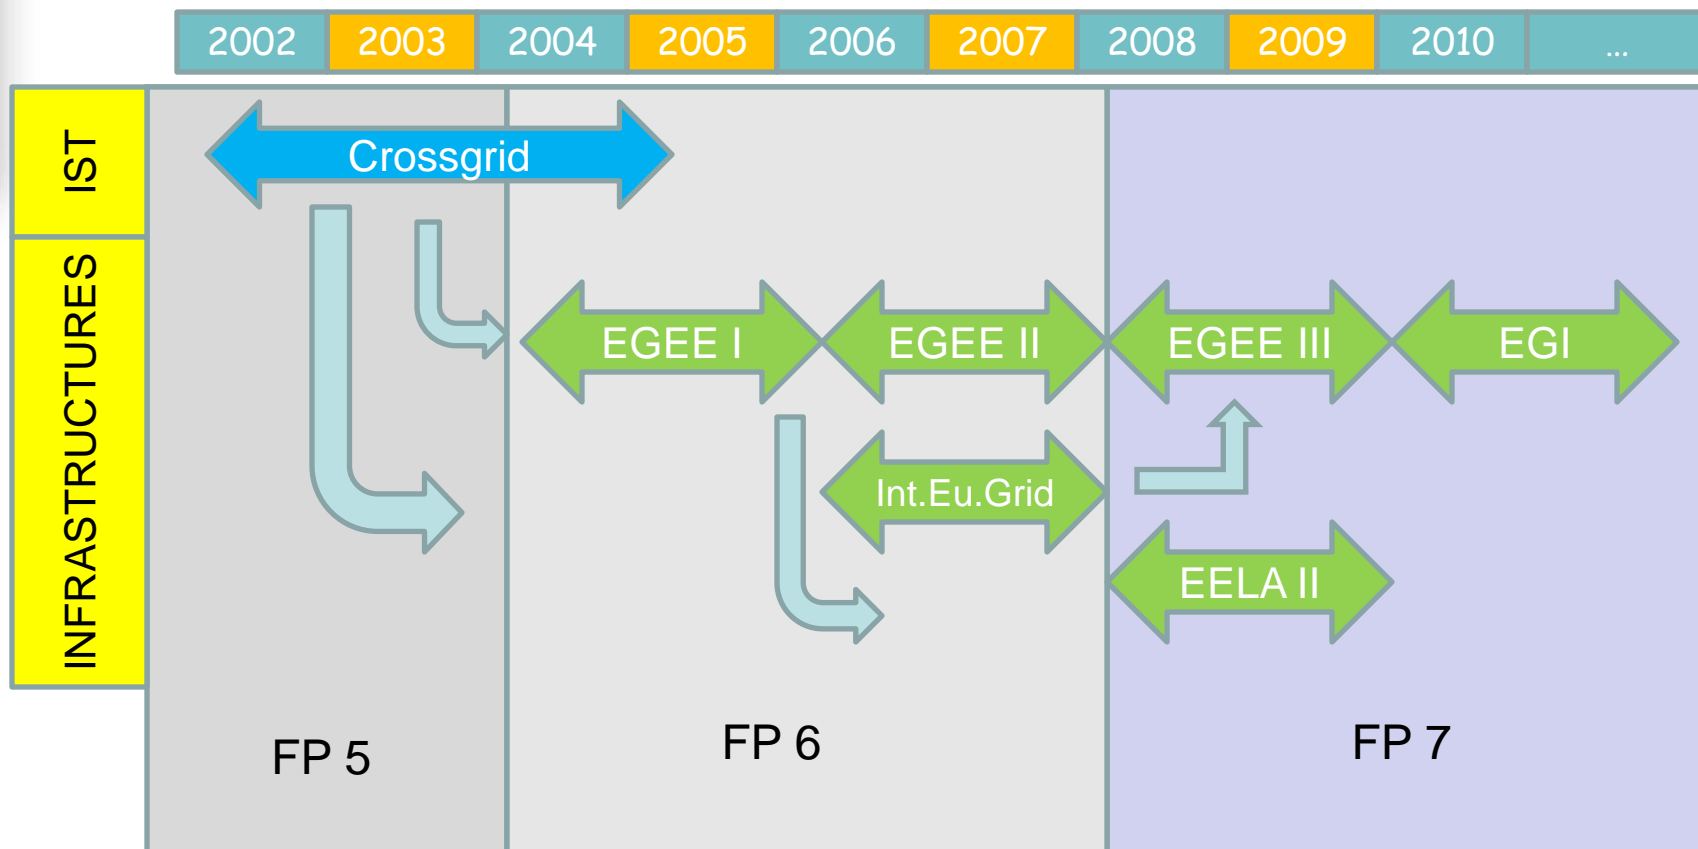 2002 2003 2004 2005 2006 2007 2008 2009 2010 ...
IST
Crossgrid
INFRASTRUCTURES
EGEE I EGEE II EGEE III EGI
Int.Eu.Grid
EELA II
FP 5 FP 6 FP 7